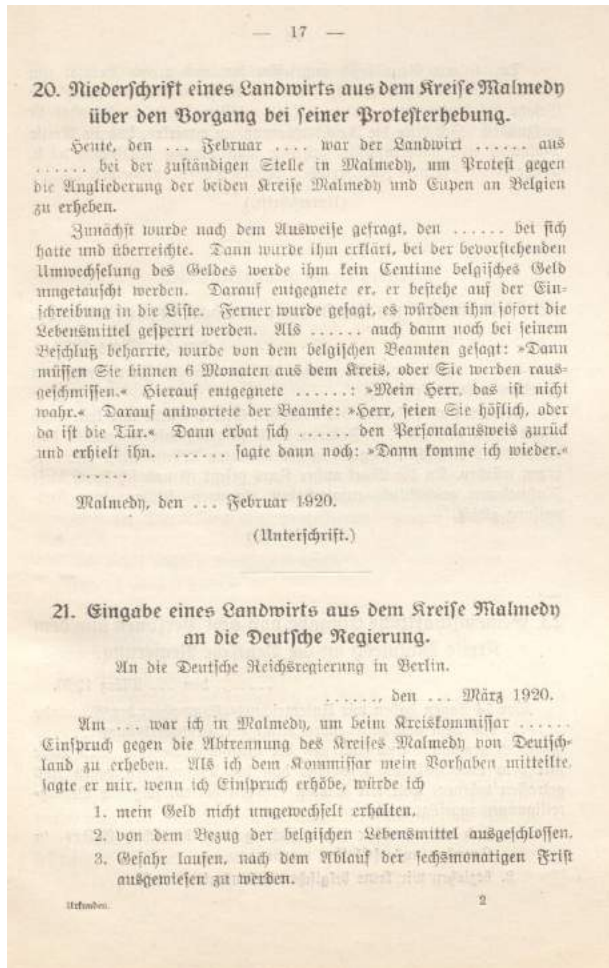 — 17 —
20. Niederschrift eines Landwirts aus dem Kreise Malmedy
über den Vorgang bei seiner Protesterhebung.
Heute, den ... Februar .... war der Landwirt ...... aus
...... bei der zuständigen Stelle in Malmedy, um Protest gegen
die Angliederung der beiden Kreise Malmedy und Eupen an Belgien
zu erheben.
Zunächst wurde nach dem Ausweise gefragt, den ...... bei sich
hatte und überreichte. Dann wurde ihm erklärt, bei der bevorstehenden
Umwechselung des Geldes werde ihm kein Centime belgisches Geld
umgetauscht werden. Darauf entgegnete er, er bestehe auf der Ein-
schreibung in die Liste. Ferner wurde gesagt, es würden ihm sofort die
Lebensmittel gesperrt werden. Als ...... auch dann noch bei seinem
Beschluß beharrte, wurde von dem belgischen Beamten gesagt: »Dann
müssen Sie binnen 6 Monaten aus dem Kreis, oder Sie werden raus-
geschmissen.« Hierauf entgegnete ......: »Mein Herr, das ist nicht
wahr.« Darauf antwortete der Beamte: »Herr, seien Sie höflich, oder
da ist die Tür.« Dann erbat sich ...... den Personalausweis zurück
und erhielt ihn. ...... sagte dann noch: »Dann komme ich wieder.«
......
Malmedy, den ... Februar 1920.
(Unterschrift.)
21. Eingabe eines Landwirts aus dem Kreise Malmedy
an die Deutsche Regierung.
An die Deutsche Reichsregierung in Berlin.
......, den ... März 1920.
Am ... war ich in Malmedy, um beim Kreiskommissar ......
Einspruch gegen die Abtrennung des Kreises Malmedy von Deutsch-
land zu erheben. Als ich dem Kommissar mein Vorhaben mitteilte,
sagte er mir, wenn ich Einspruch erhöbe, würde ich
1. mein Geld nicht umgewechselt erhalten,
2. von dem Bezug der belgischen Lebensmittel ausgeschlossen,
3. Gefahr laufen, nach dem Ablauf der sechsmonatigen Frist
ausgewiesen zu werden.
Urkunden. 2